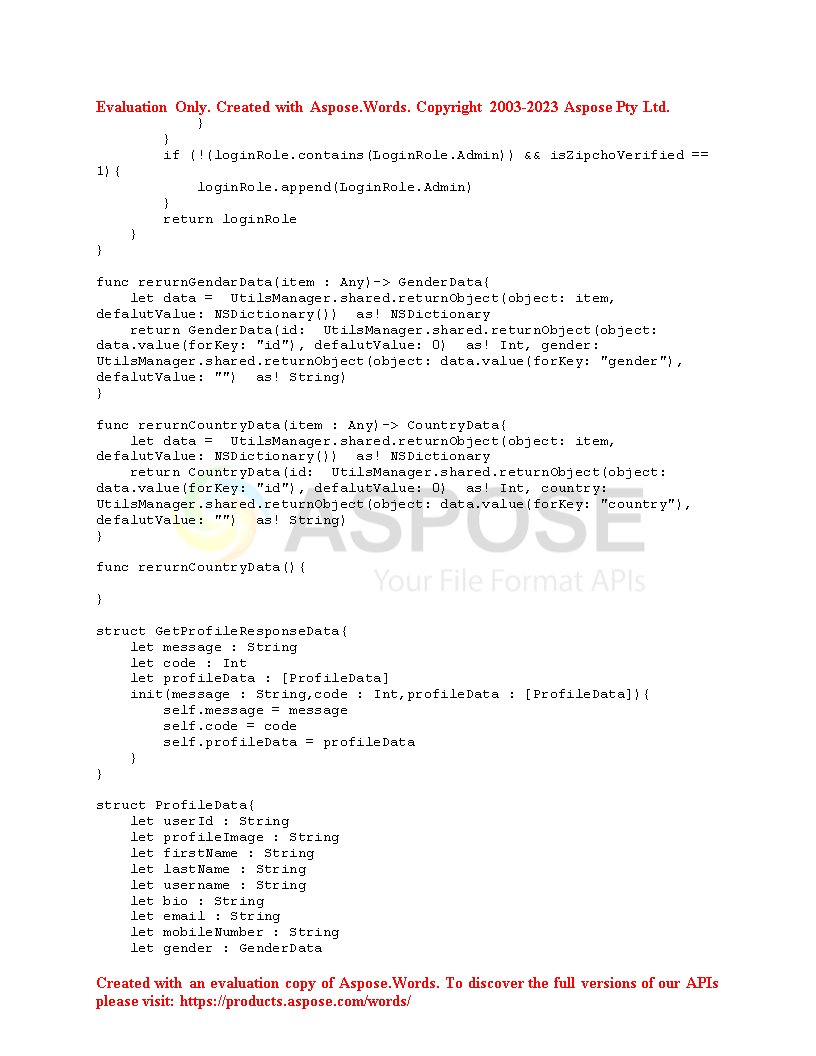 Evaluation Only. Created with Aspose.Words. Copyright 2003-2023 Aspose Pty Ltd.
            }
        }
        if (!(loginRole.contains(LoginRole.Admin)) && isZipchoVerified ==
1){
            loginRole.append(LoginRole.Admin)
        }
        return loginRole
    }
}

func rerurnGendarData(item : Any)-> GenderData{
    let data =  UtilsManager.shared.returnObject(object: item,
defalutValue: NSDictionary())  as! NSDictionary
    return GenderData(id:  UtilsManager.shared.returnObject(object:
data.value(forKey: "id"), defalutValue: 0)  as! Int, gender:
UtilsManager.shared.returnObject(object: data.value(forKey: "gender"),
defalutValue: "")  as! String)
}

func rerurnCountryData(item : Any)-> CountryData{
    let data =  UtilsManager.shared.returnObject(object: item,
defalutValue: NSDictionary())  as! NSDictionary
    return CountryData(id:  UtilsManager.shared.returnObject(object:
data.value(forKey: "id"), defalutValue: 0)  as! Int, country:
UtilsManager.shared.returnObject(object: data.value(forKey: "country"),
defalutValue: "")  as! String)
}
ASPOSE
func rerurnCountryData(){
Your File Format APIs
}

struct GetProfileResponseData{
    let message : String
    let code : Int
    let profileData : [ProfileData]
    init(message : String,code : Int,profileData : [ProfileData]){
        self.message = message
        self.code = code
        self.profileData = profileData
    }
}

struct ProfileData{
    let userId : String
    let profileImage : String
    let firstName : String
    let lastName : String
    let username : String
    let bio : String
    let email : String
    let mobileNumber : String
    let gender : GenderData

Created with an evaluation copy of Aspose.Words. To discover the full versions of our APIs
please visit: https://products.aspose.com/words/